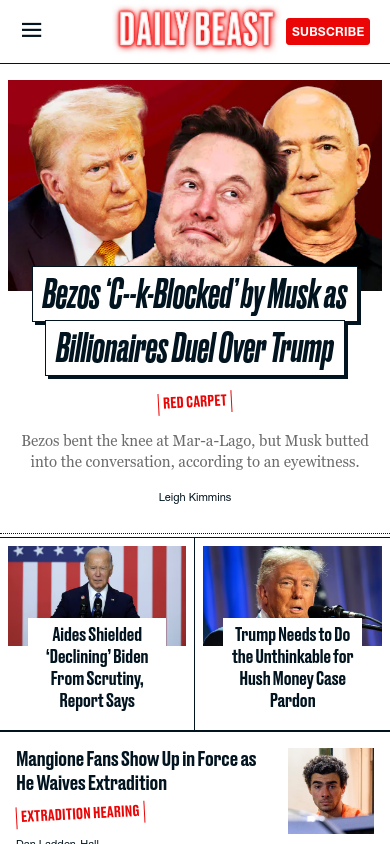 DAILY BEAST
SUBSCRIBE
Bezos ‘C--k-Blocked’ by Musk as
Billionaires Duel Over Trump
RED CARPET
Bezos bent the knee at Mar-a-Lago, but Musk butted
into the conversation, according to an eyewitness.
Leigh Kimmins
Aides Shielded
‘Declining’ Biden
From Scrutiny,
Report Says
Trump Needs to Do
the Unthinkable for
Hush Money Case
Pardon
Mangione Fans Show Up in Force as
He Waives Extradition
EXTRADITION HEARING
Dan Ladden-Hall